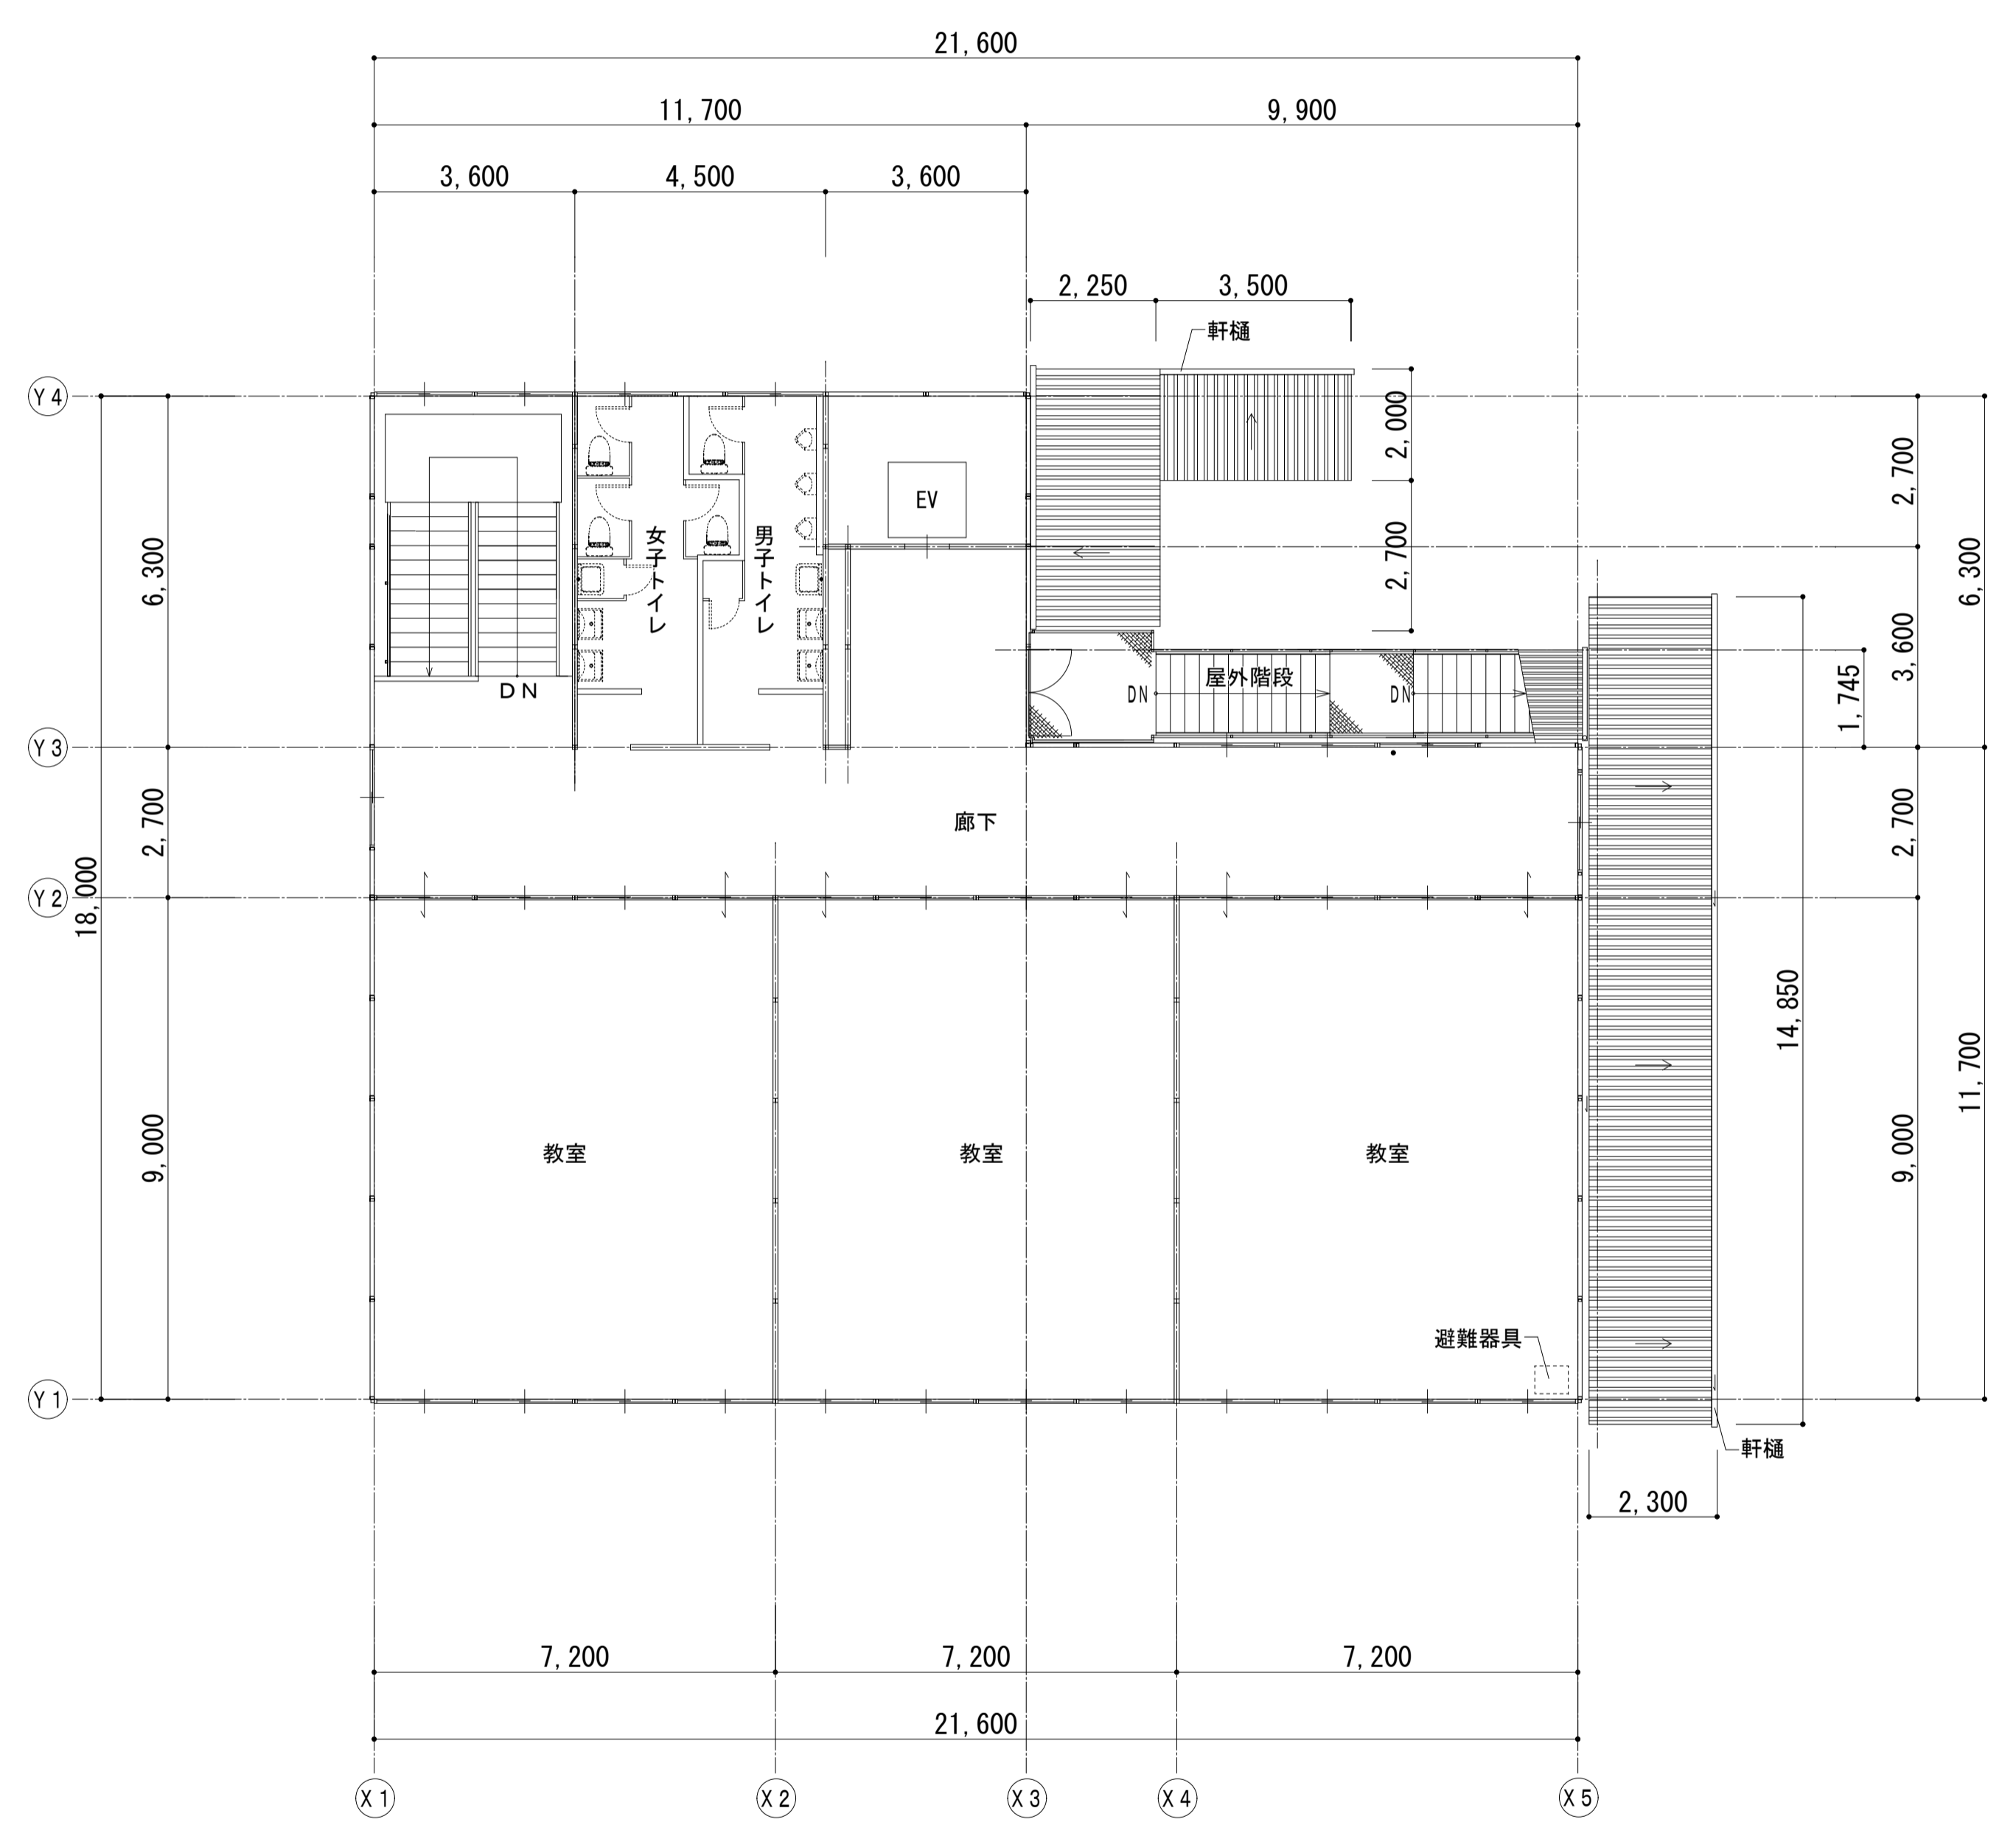 21,600
11,700
9,900
3,600
4,500
3,600
2,250
3,500
軒樋
Y4
2,000
2,700
6,300
EV
女子トイレ
男子トイレ
6,300
2,700
3,600
1,745
屋外階段
DN
DN
DN
Y3
廊下
2,700
2,700
18,000
Y2
14,850
11,700
9,000
9,000
教室
教室
教室
避難器具
Y1
軒樋
2,300
7,200
7,200
7,200
21,600
X1
X2
X3
X4
X5